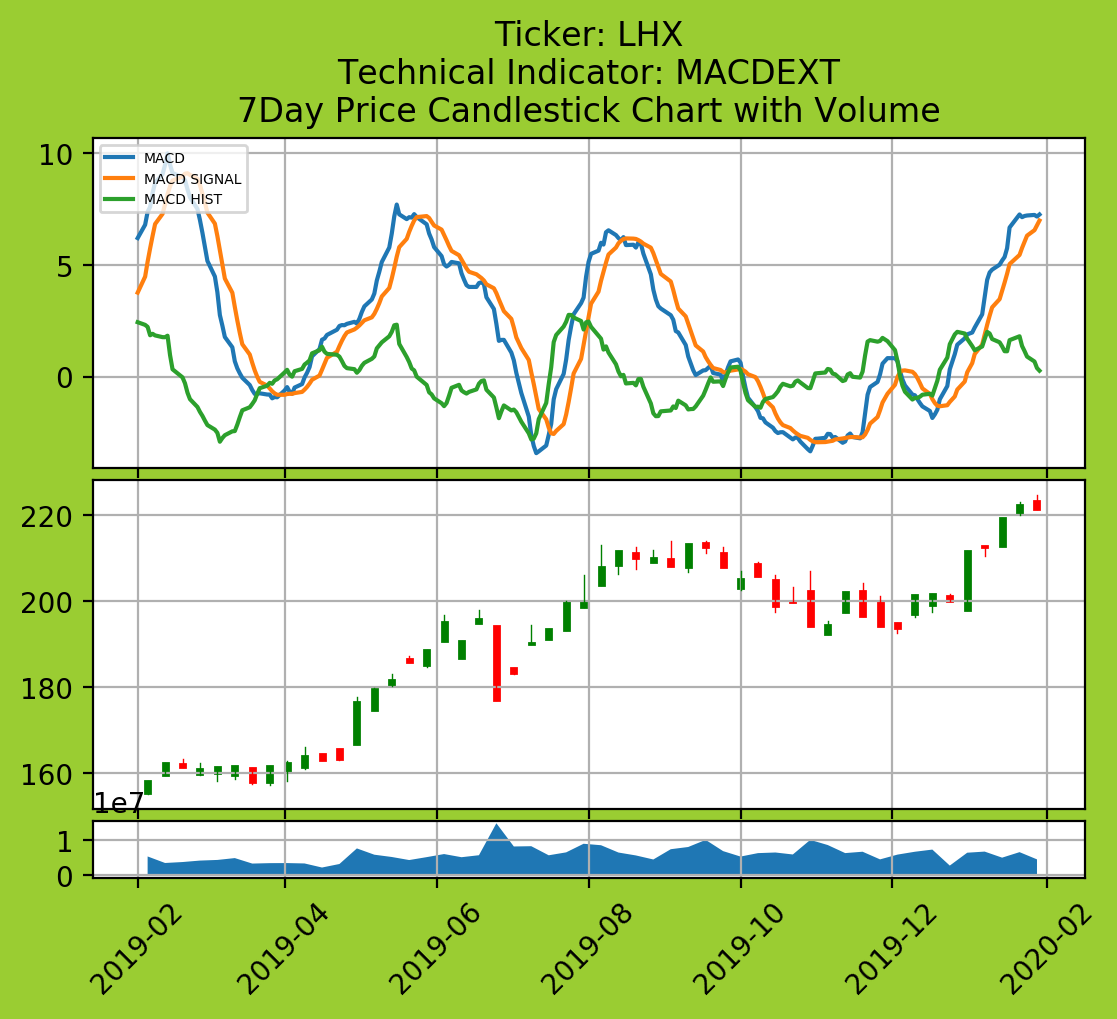 Ticker: LHX
Technical Indicator: MACDEXT
7Day Price Candlestick Chart with Volume
10
5
0
MACD
MACD SIGNAL
MACD HIST
220
200
180
160
1e7
1
0
2019-02
2019-04
2019-06
2019-08
2019-10
2019-12
2020-02